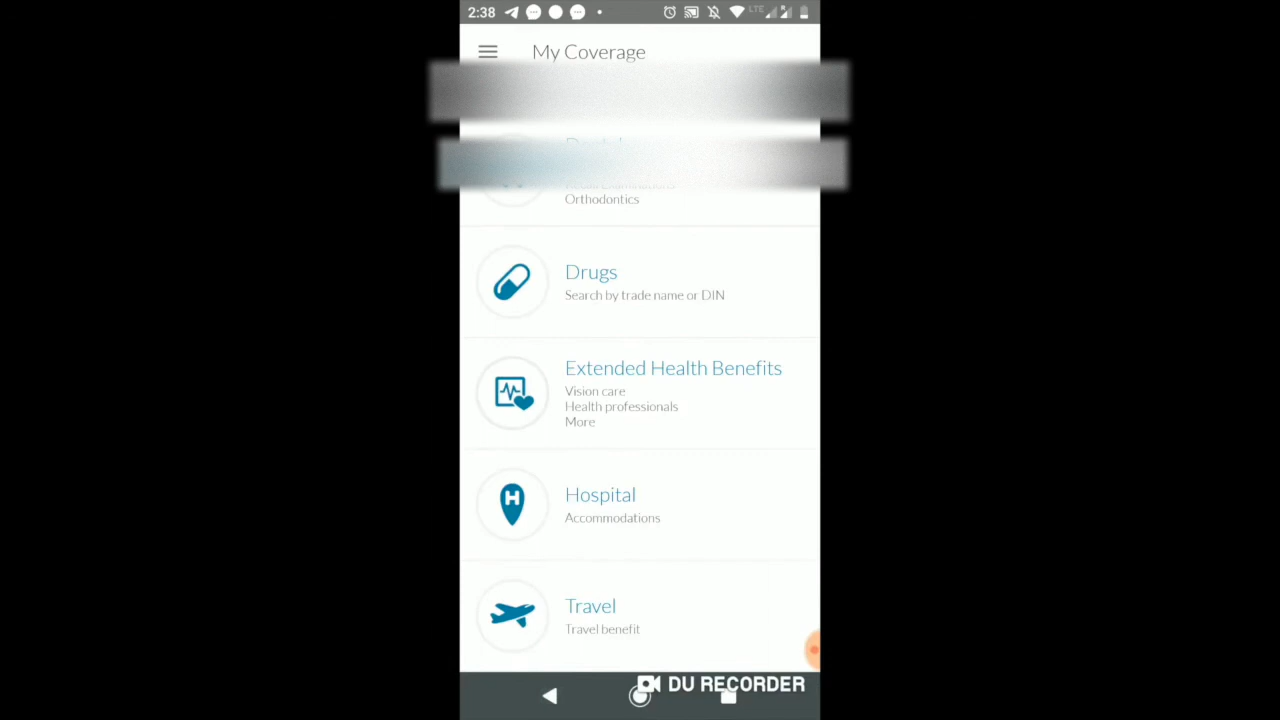 2:38
LTE
My Coverage
Orthodontics
Drugs
Search by trade name or DIN
Extended Health Benefits
Vision care
Health professionals
More
H
Hospital
Accommodations
Travel
Travel benefit
DU RECORDER